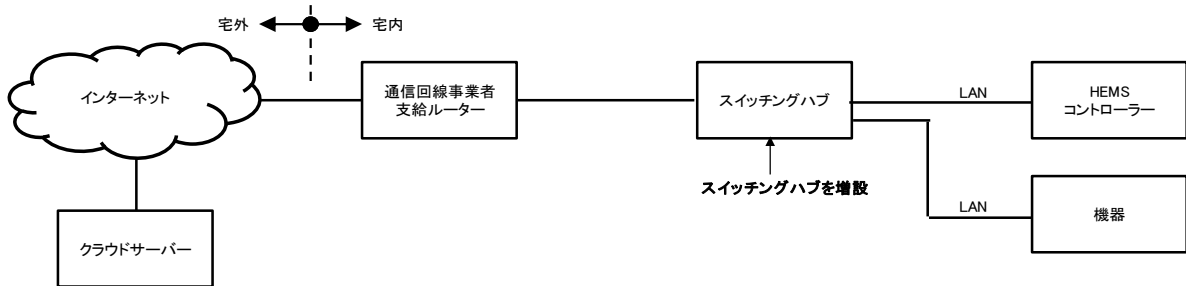 宅外
宅内
インターネット
通信回線事業者
支給ルーター
スイッチングハブ
LAN
HEMS
コントローラー
スイッチングハブを増設
LAN
機器
クラウドサーバー